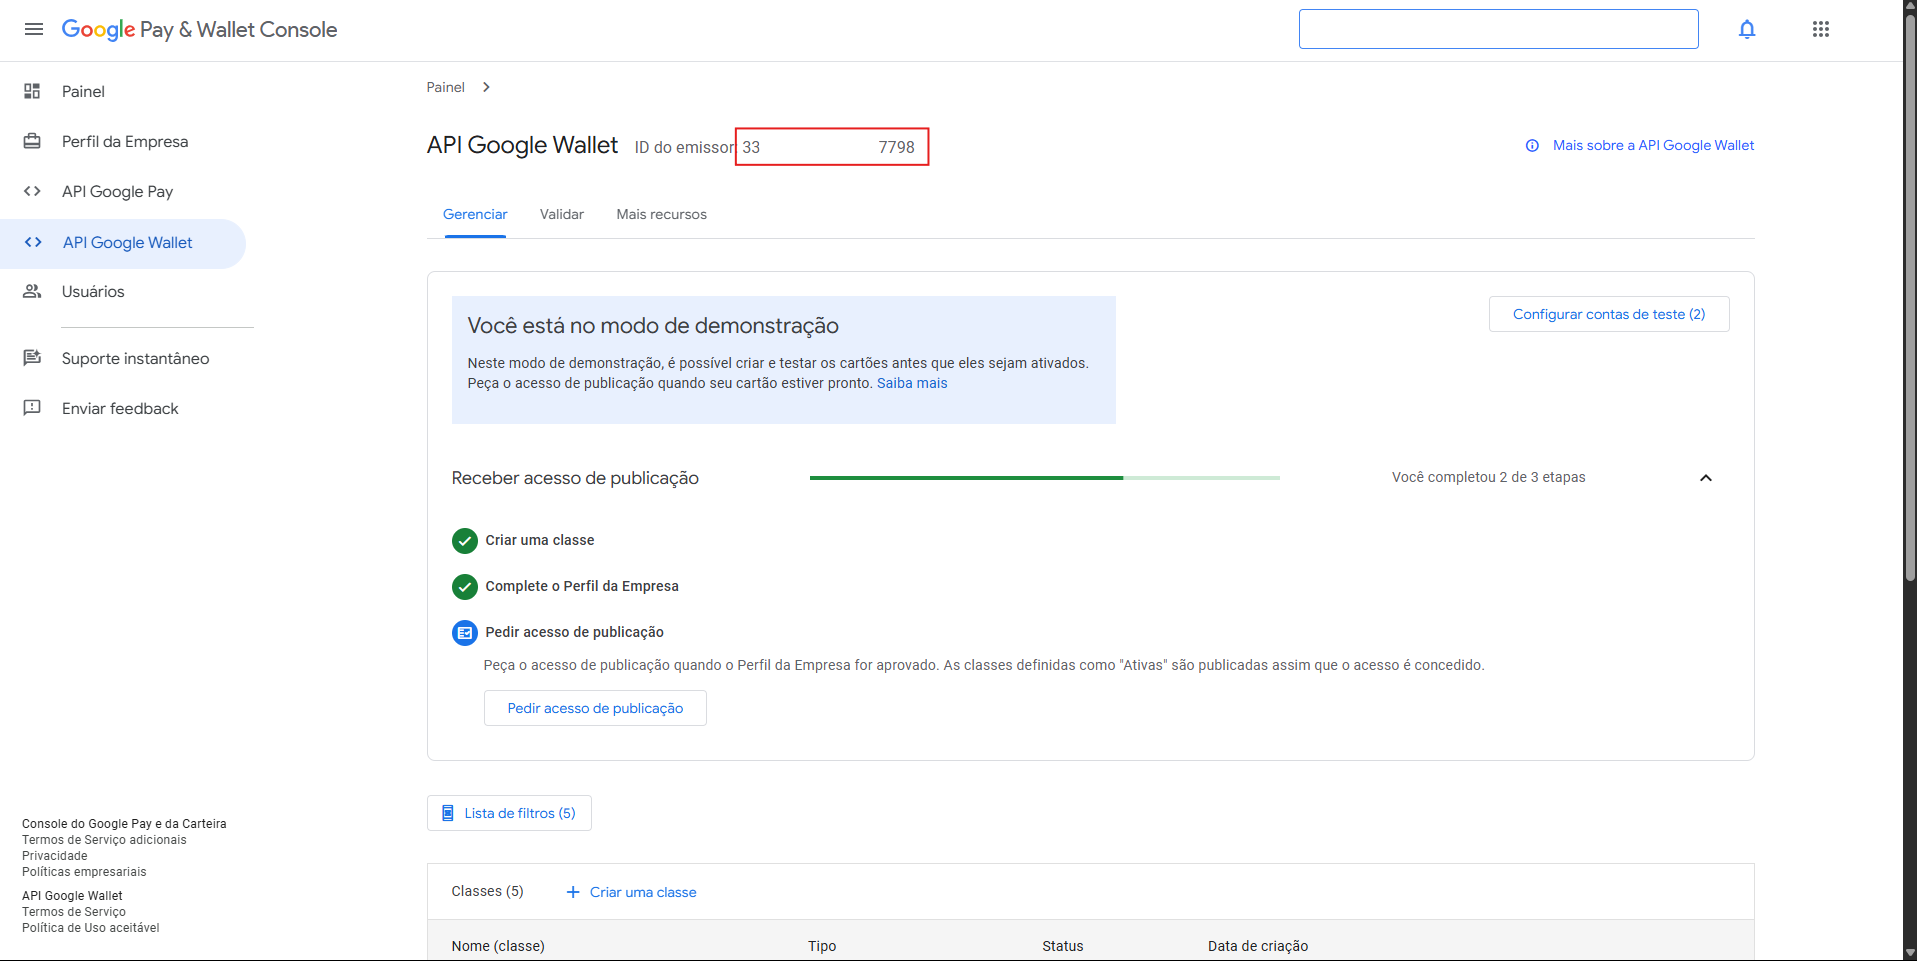 Google Pay & Wallet Console
Painel
Perfil da Empresa
API Google Pay
API Google Wallet
Usuários
Suporte instantâneo
Enviar feedback
Console do Google Pay e da Carteira
Termos de Serviço adicionais
Privacidade
Políticas empresariais
API Google Wallet
Termos de Serviço
Política de Uso aceitável
Painel
API Google Wallet ID do emissor: 33 7798
Mais sobre a API Google Wallet
Gerenciar Validar Mais recursos
Você está no modo de demonstração
Neste modo de demonstração, é possível criar e testar os cartões antes que eles sejam ativados.
Peça o acesso de publicação quando seu cartão estiver pronto. Saiba mais
Configurar contas de teste (2)
Receber acesso de publicação
Você completou 2 de 3 etapas
Criar uma classe
Complete o Perfil da Empresa
Pedir acesso de publicação
Peça o acesso de publicação quando o Perfil da Empresa for aprovado. As classes definidas como "Ativas" são publicadas assim que o acesso é concedido.
Pedir acesso de publicação
Lista de filtros (5)
Classes (5) + Criar uma classe
Nome (classe) Tipo Status Data de criação